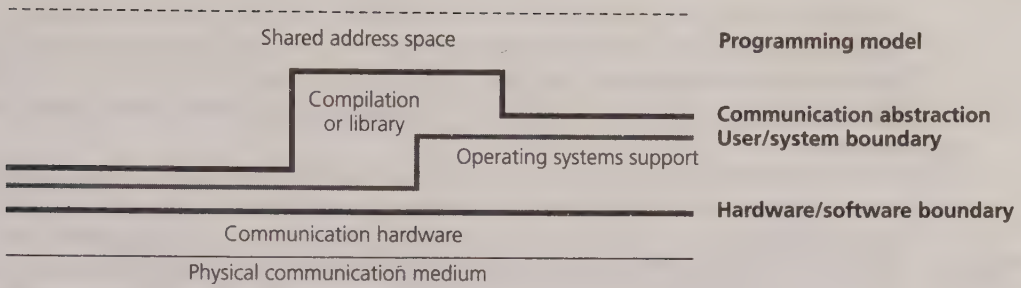 Shared address space
Programming model
Compilation
or library
Communication abstraction
User/system boundary
Operating systems support
Hardware/software boundary
Communication hardware
Physical communication medium